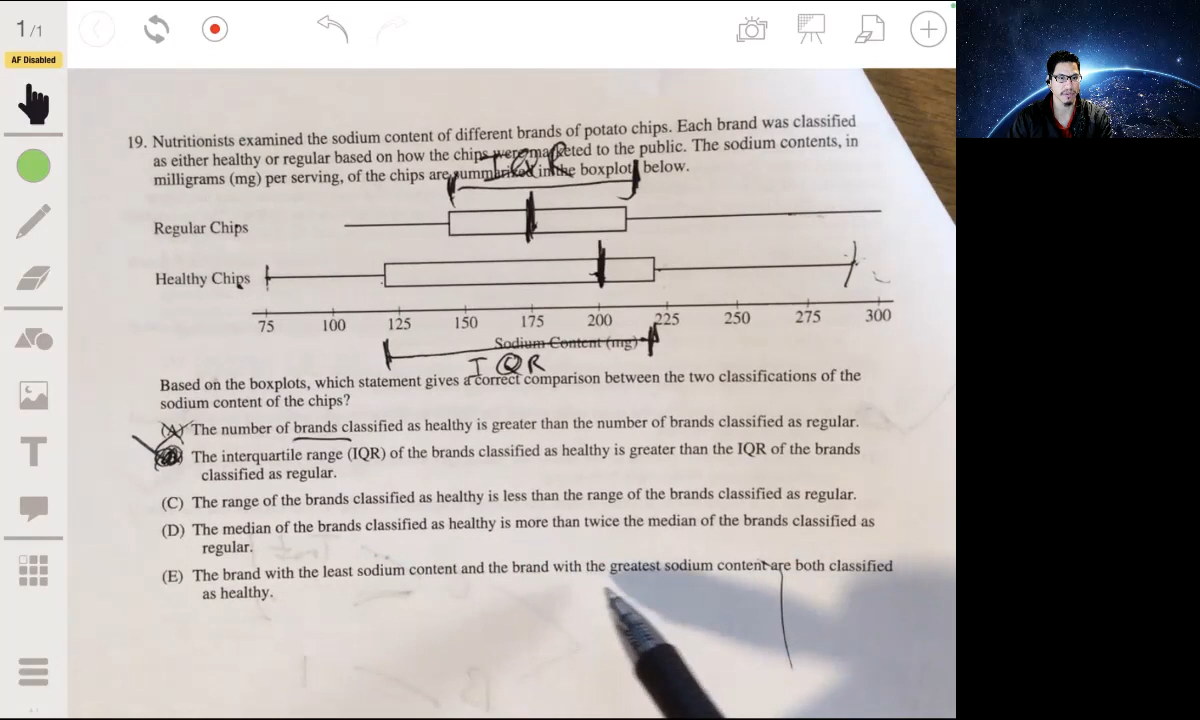 1/1
AF Disabled
19. Nutritionists examined the sodium content of different brands of potato chips. Each brand was classified
as either healthy or regular based on how the chips were marketed to the public. The sodium contents, in
milligrams (mg) per serving, of the chips are summarized in the boxplots below.
IQR
Regular Chips
Healthy Chips
75 100 125 150 175 200 225 250 275 300
Sodium Content (mg)
IQR
Based on the boxplots, which statement gives a correct comparison between the two classifications of the
sodium content of the chips?
(A) The number of brands classified as healthy is greater than the number of brands classified as regular.
The interquartile range (IQR) of the brands classified as healthy is greater than the IQR of the brands
classified as regular.
(C) The range of the brands classified as healthy is less than the range of the brands classified as regular.
(D) The median of the brands classified as healthy is more than twice the median of the brands classified as
regular.
(E) The brand with the least sodium content and the brand with the greatest sodium content are both classified
as healthy.
T